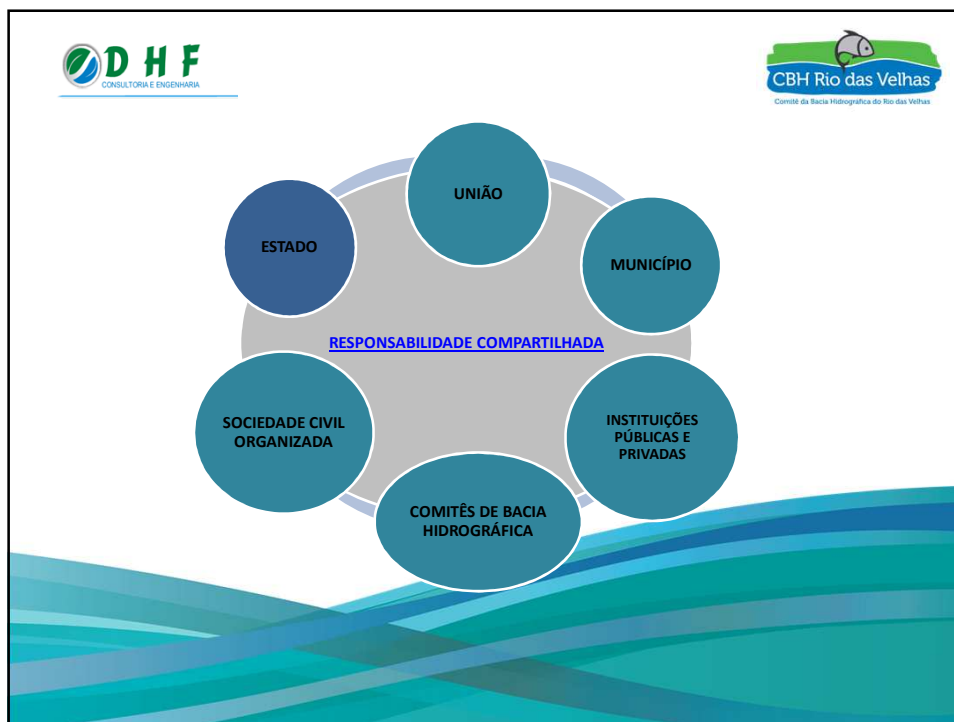 D H F
CONSULTORIA E ENGENHARIA
CBH Rio das Velhas
Comitê da Bacia Hidrográfica do Rio das Velhas
UNIÃO
ESTADO
MUNICÍPIO
RESPONSABILIDADE COMPARTILHADA
SOCIEDADE CIVIL
ORGANIZADA
INSTITUIÇÕES
PÚBLICAS E
PRIVADAS
COMITÊS DE BACIA
HIDROGRÁFICA